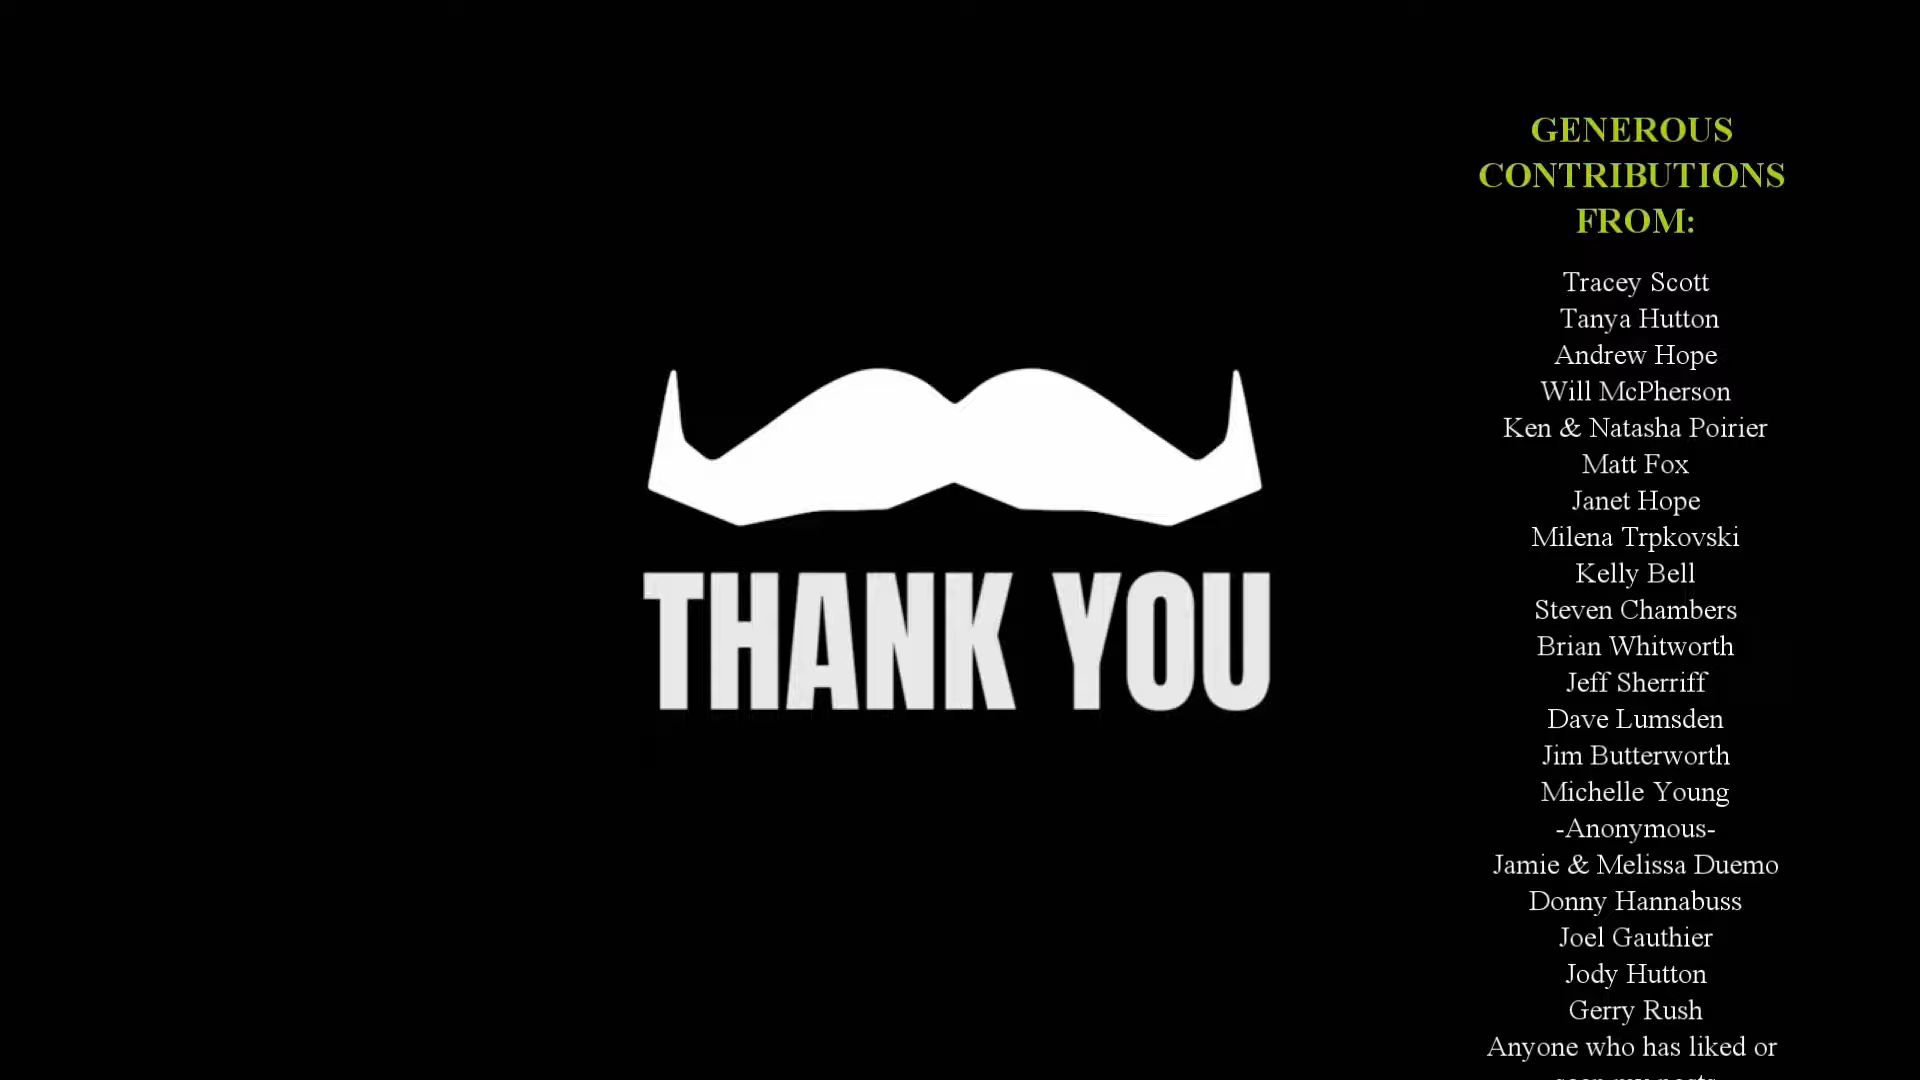 THANK YOU
GENEROUS
CONTRIBUTIONS
FROM:
Tracey Scott
Tanya Hutton
Andrew Hope
Will McPherson
Ken & Natasha Poirier
Matt Fox
Janet Hope
Milena Trpkovski
Kelly Bell
Steven Chambers
Brian Whitworth
Jeff Sherriff
Dave Lumsden
Jim Butterworth
Michelle Young
-Anonymous-
Jamie & Melissa Duemo
Donny Hannabuss
Joel Gauthier
Jody Hutton
Gerry Rush
Anyone who has liked or